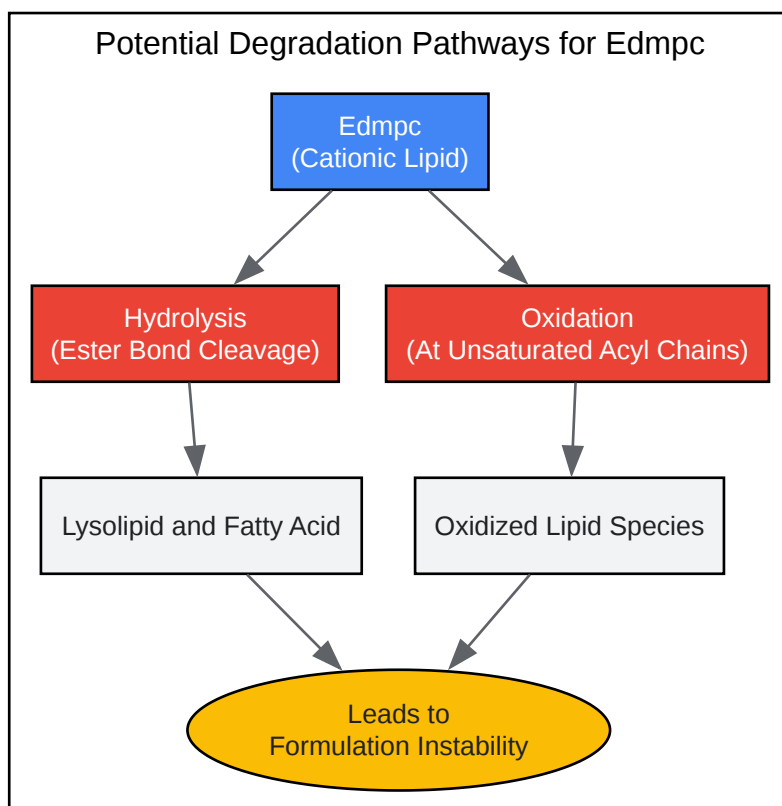 Potential Degradation Pathways for Edmpc
Edmpc
(Cationic Lipid)
Hydrolysis
(Ester Bond Cleavage)
Oxidation
(At Unsaturated Acyl Chains)
Lysolipid and Fatty Acid
Oxidized Lipid Species
Leads to
Formulation Instability